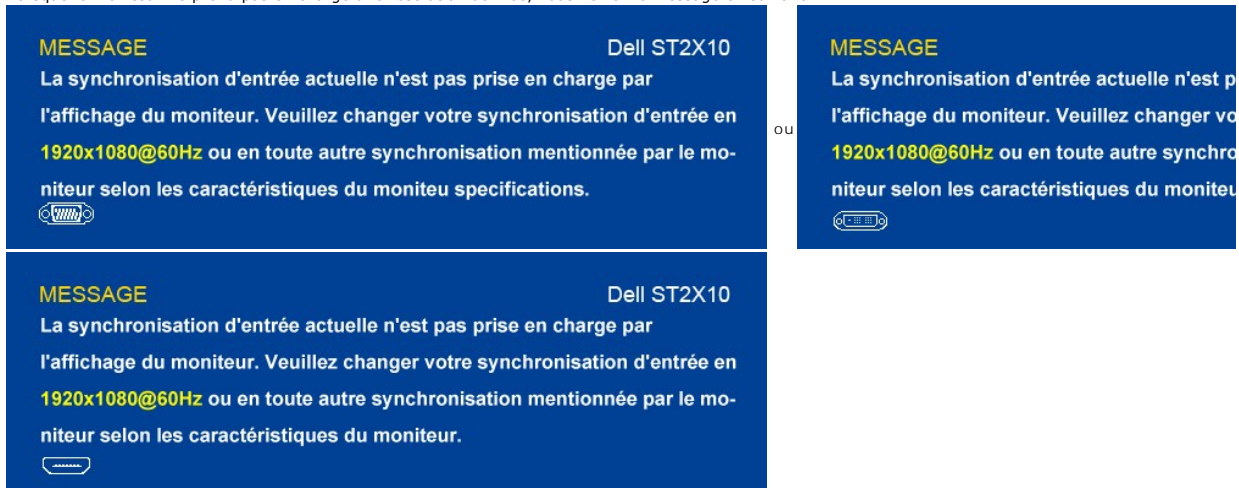 MESSAGE Dell ST2X10
La synchronisation d'entrée actuelle n'est pas prise en charge par
l'affichage du moniteur. Veuillez changer votre synchronisation d'entrée en
1920x1080@60Hz ou en toute autre synchronisation mentionnée par le mo-
niteur selon les caractéristiques du moniteu specifications.
ou
MESSAGE
La synchronisation d'entrée actuelle n'est p
l'affichage du moniteur. Veuillez changer vo
1920x1080@60Hz ou en toute autre synchro
niteur selon les caractéristiques du moniteu
MESSAGE Dell ST2X10
La synchronisation d'entrée actuelle n'est pas prise en charge par
l'affichage du moniteur. Veuillez changer votre synchronisation d'entrée en
1920x1080@60Hz ou en toute autre synchronisation mentionnée par le mo-
niteur selon les caractéristiques du moniteur.